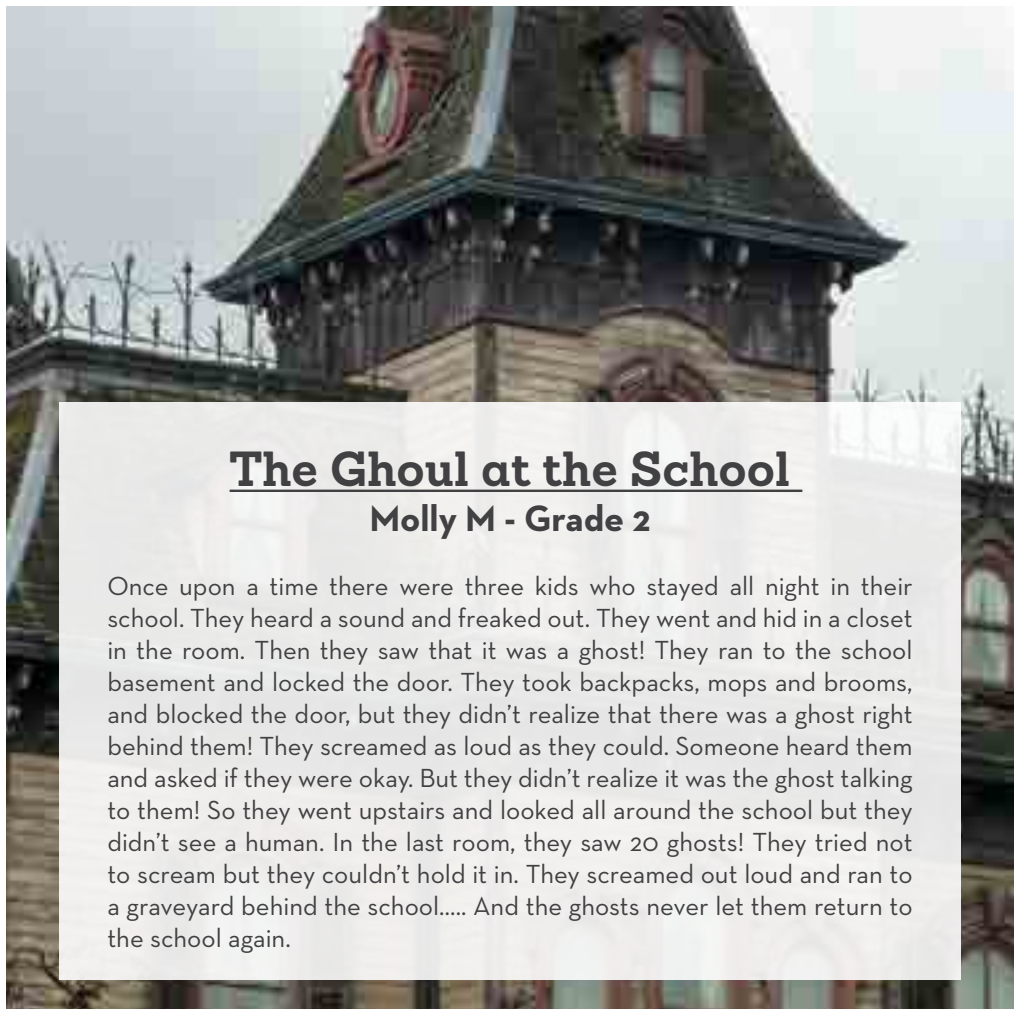 The Ghoul at the School
Molly M - Grade 2
Once upon a time there were three kids who stayed all night in their
school. They heard a sound and freaked out. They went and hid in a closet
in the room. Then they saw that it was a ghost! They ran to the school
basement and locked the door. They took backpacks, mops and brooms,
and blocked the door, but they didn’t realize that there was a ghost right
behind them! They screamed as loud as they could. Someone heard them
and asked if they were okay. But they didn’t realize it was the ghost talking
to them! So they went upstairs and looked all around the school but they
didn’t see a human. In the last room, they saw 20 ghosts! They tried not
to scream but they couldn’t hold it in. They screamed out loud and ran to
a graveyard behind the school..... And the ghosts never let them return to
the school again.